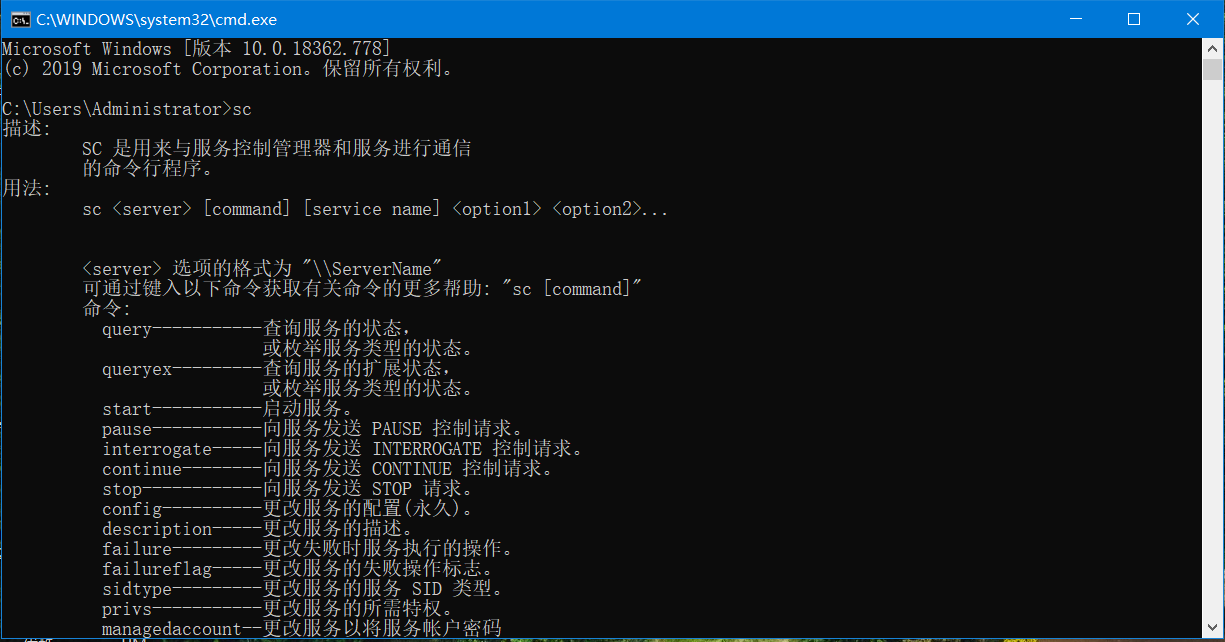 C:\WINDOWS\system32\cmd.exe
Microsoft Windows [版本 10.0.18362.778]
(c) 2019 Microsoft Corporation。保留所有权利。
C:\Users\Administrator>sc
描述:
SC 是用来与服务控制管理器和服务进行通信
的命令行程序。
用法:
sc <server> [command] [service name] <option1> <option2>...
<server> 选项的格式为 "\\ServerName"
可通过键入以下命令获取有关命令的更多帮助: "sc [command]"
命令:
query-----------查询服务的状态，
或枚举服务类型的状态。
queryex---------查询服务的扩展状态，
或枚举服务类型的状态。
start-----------启动服务。
pause-----------向服务发送 PAUSE 控制请求。
interrogate-----向服务发送 INTERROGATE 控制请求。
continue--------向服务发送 CONTINUE 控制请求。
stop------------向服务发送 STOP 请求。
config----------更改服务的配置(永久)。
description-----更改服务的描述。
failure---------更改失败时服务执行的操作。
failureflag-----更改服务的失败操作标志。
sidtype---------更改服务的服务 SID 类型。
privs-----------更改服务的所需特权。
managedaccount--更改服务以将服务帐户密码